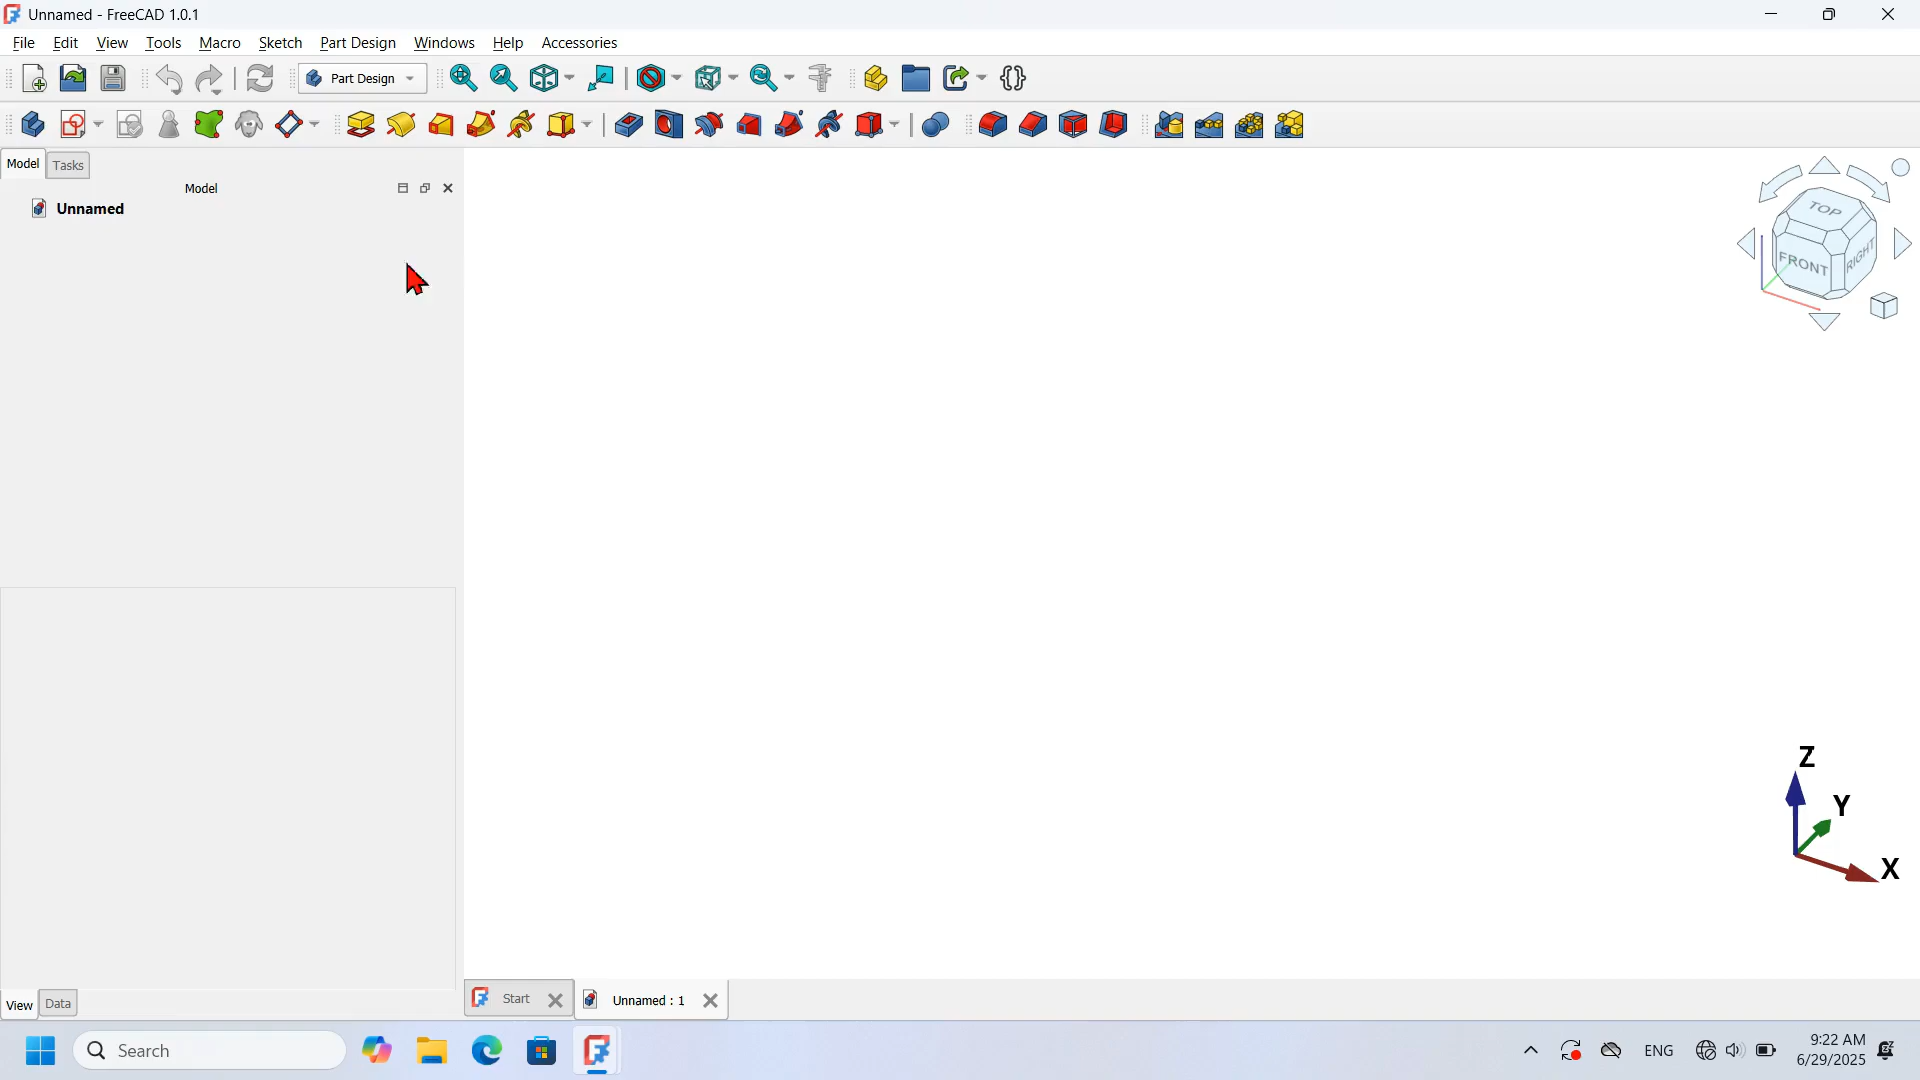 Unnamed - FreeCAD 1.0.1
File Edit View Tools Macro Sketch Part Design Windows Help Accessories
Part Design
Model Tasks
Model
Unnamed
TOP
FRONT
RIGHT
Z
Y
X
View Data
Start
Unnamed : 1
Search
ENG
9:22 AM
6/29/2025